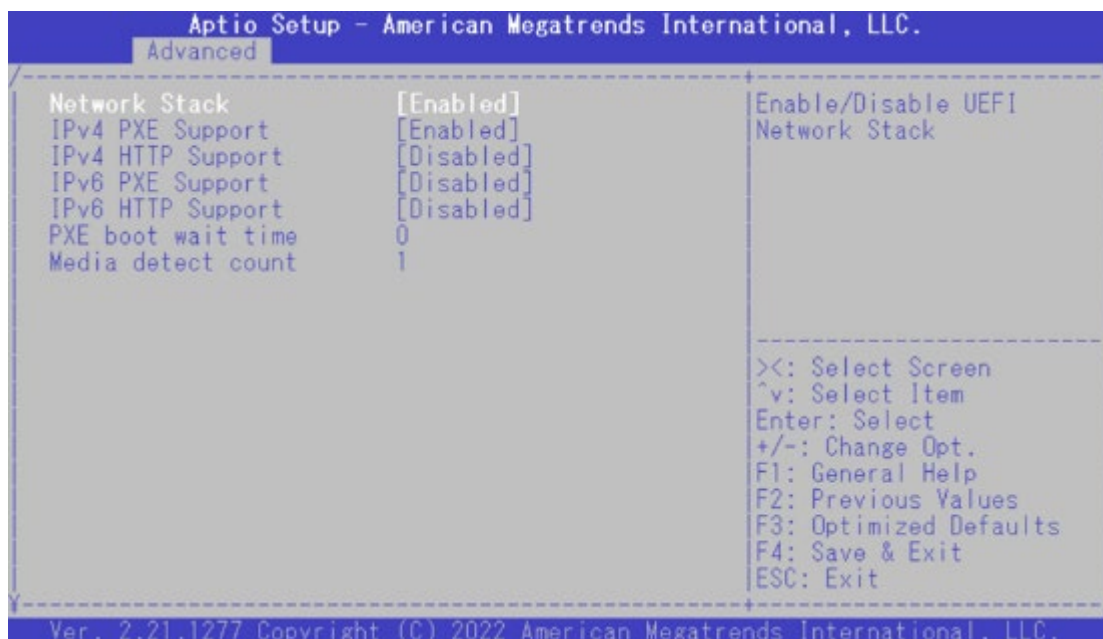 Aptio Setup - American Megatrends International, LLC.
Advanced
Network Stack [Enabled]
IPv4 PXE Support [Enabled]
IPv4 HTTP Support [Disabled]
IPv6 PXE Support [Disabled]
IPv6 HTTP Support [Disabled]
PXE boot wait time 0
Media detect count 1
Enable/Disable UEFI
Network Stack
><: Select Screen
^v: Select Item
Enter: Select
+/-: Change Opt.
F1: General Help
F2: Previous Values
F3: Optimized Defaults
F4: Save & Exit
ESC: Exit
Ver. 2.21.1277 Copyright (C) 2022 American Megatrends International, LLC